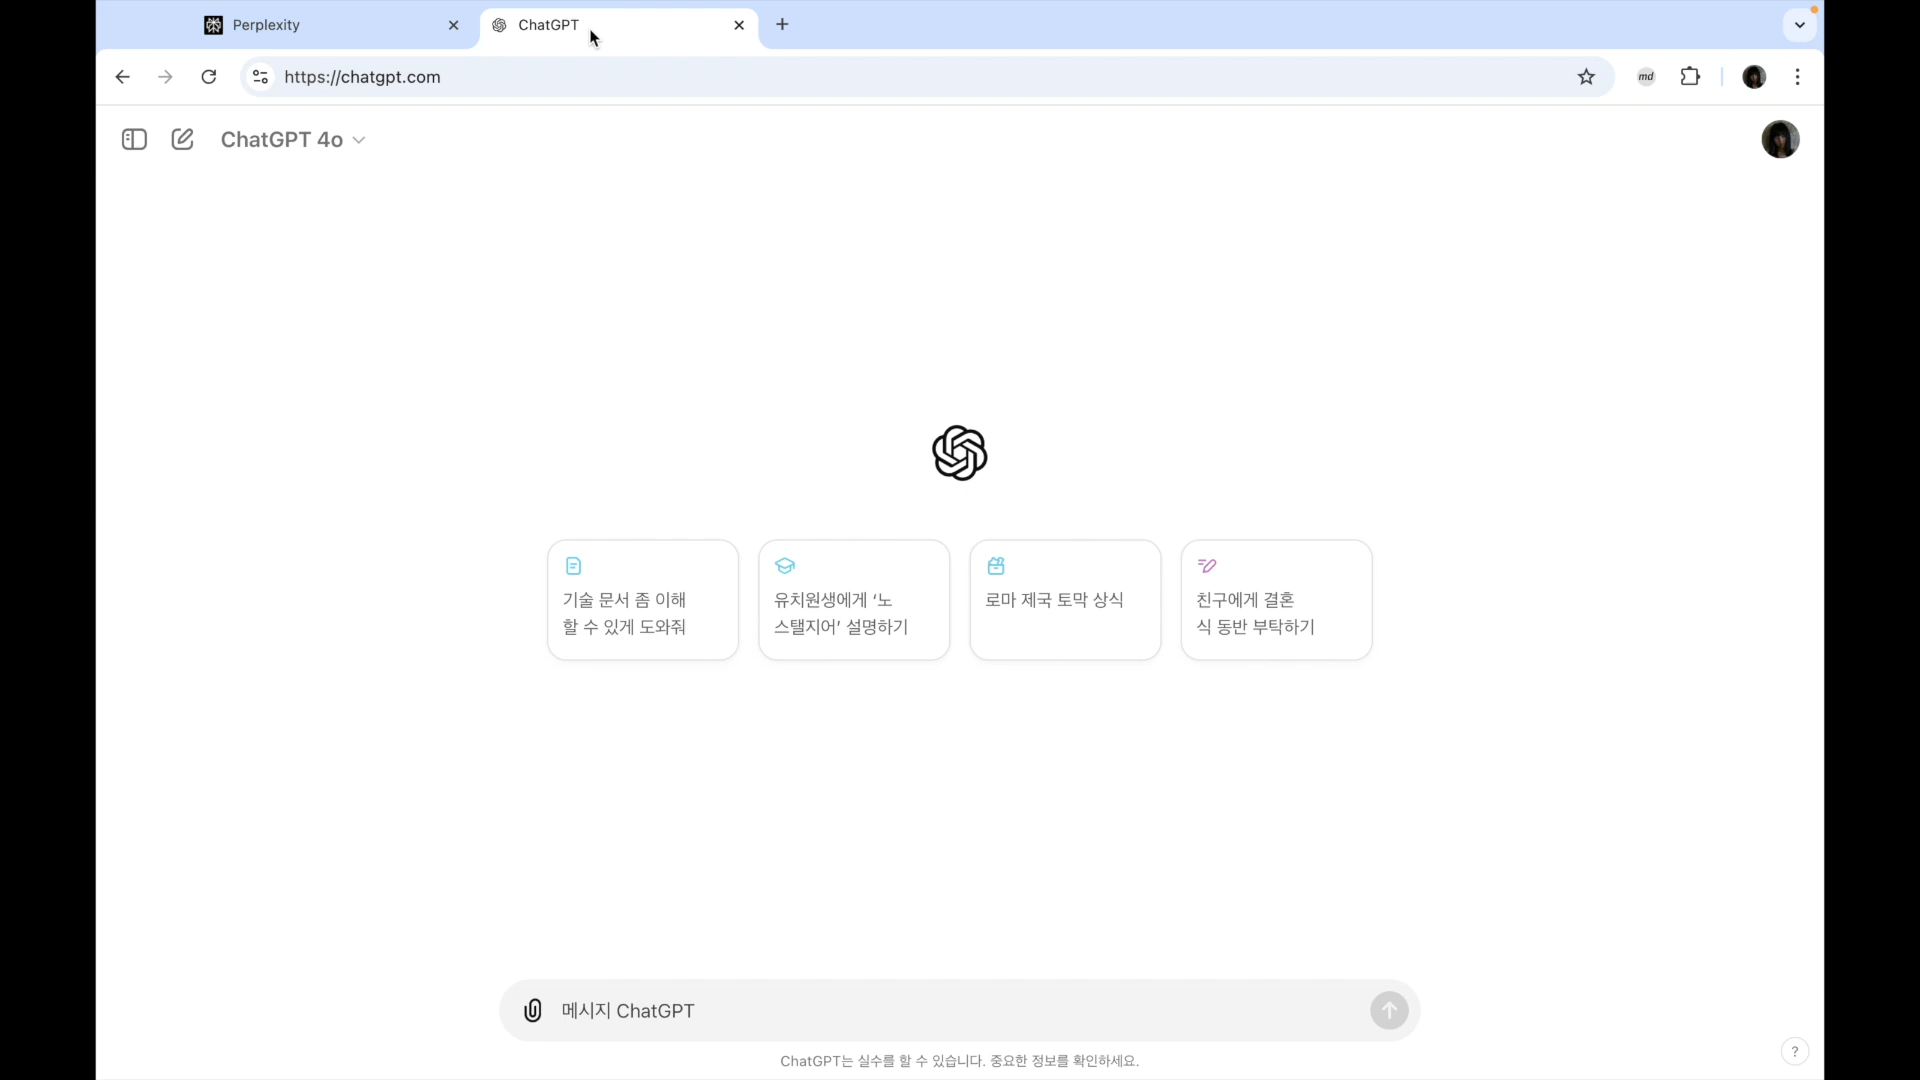 Perplexity
ChatGPT
https://chatgpt.com
md
ChatGPT 4o
기술 문서 좀 이해
할 수 있게 도와줘
유치원생에게 ‘노
스탤지어’ 설명하기
로마 제국 토막 상식
친구에게 결혼
식 동반 부탁하기
메시지 ChatGPT
ChatGPT는 실수를 할 수 있습니다. 중요한 정보를 확인하세요.
?